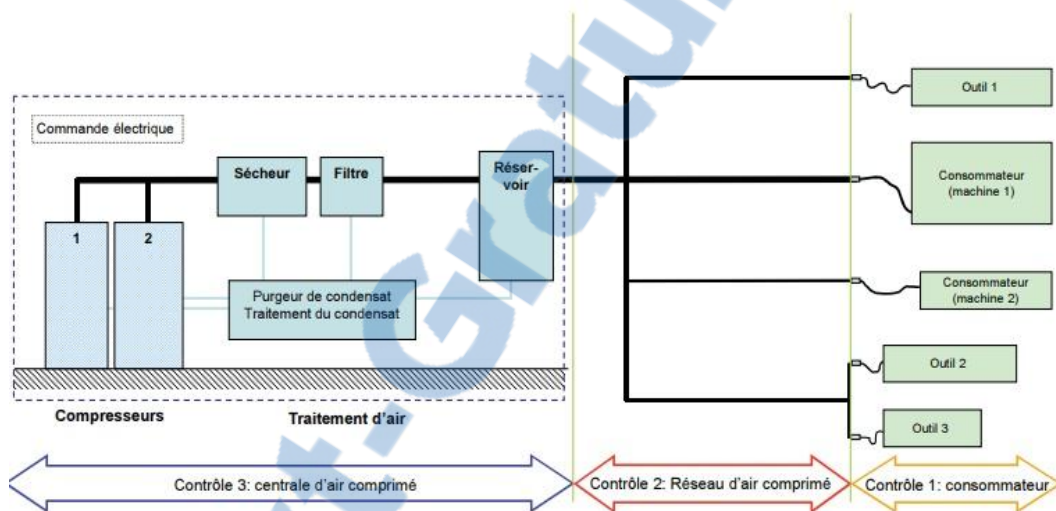 Commande électrique
Sécheur
Filtre
Réser-
voir
1
2
Purgeur de condensat
Traitement du condensat
Compresseurs
Traitement d'air
Outil 1
Consommateur
(machine 1)
Consommateur
(machine 2)
Outil 2
Outil 3
Contrôle 3: centrale d'air comprimé
Contrôle 2: Réseau d'air comprimé
Contrôle 1: consommateur
t-Gratu